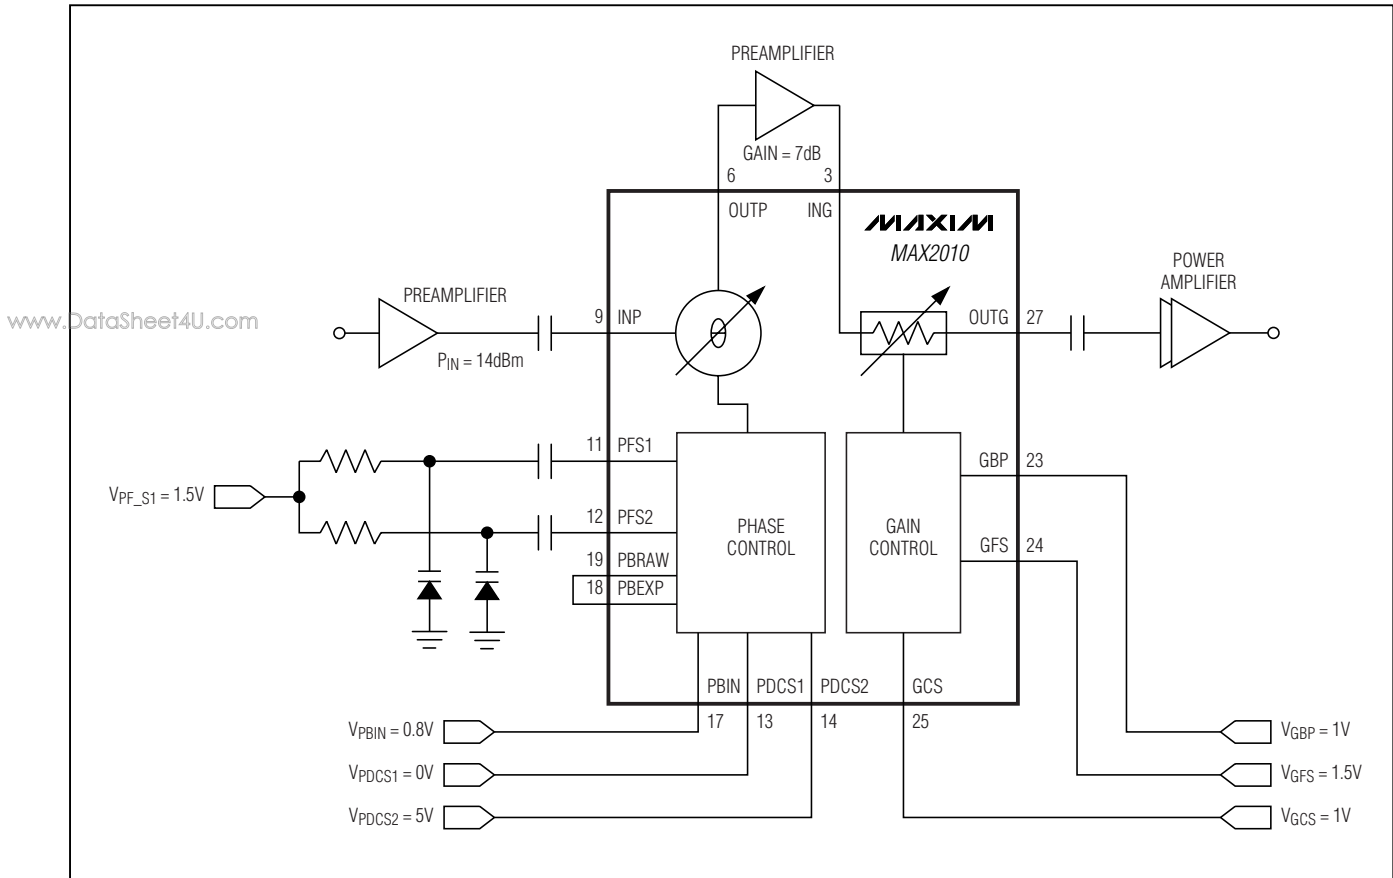 PREAMPLIFIER
GAIN = 7dB
6 3
OUTP ING
MAXIM
MAX2010
POWER
AMPLIFIER
PREAMPLIFIER
www.DataSheet4U.com
9 INP
OUTG 27
θ
PIN = 14dBm
11 PFS1
GBP 23
VPF_S1 = 1.5V
12 PFS2
PHASE
CONTROL
GAIN
CONTROL
GFS 24
19 PBRAW
18 PBEXP
PBIN PDCS1 PDCS2 GCS
17 13 14 25
VPBIN = 0.8V
VGBP = 1V
VPDCS1 = 0V
VGFS = 1.5V
VPDCS2 = 5V
VGCS = 1V